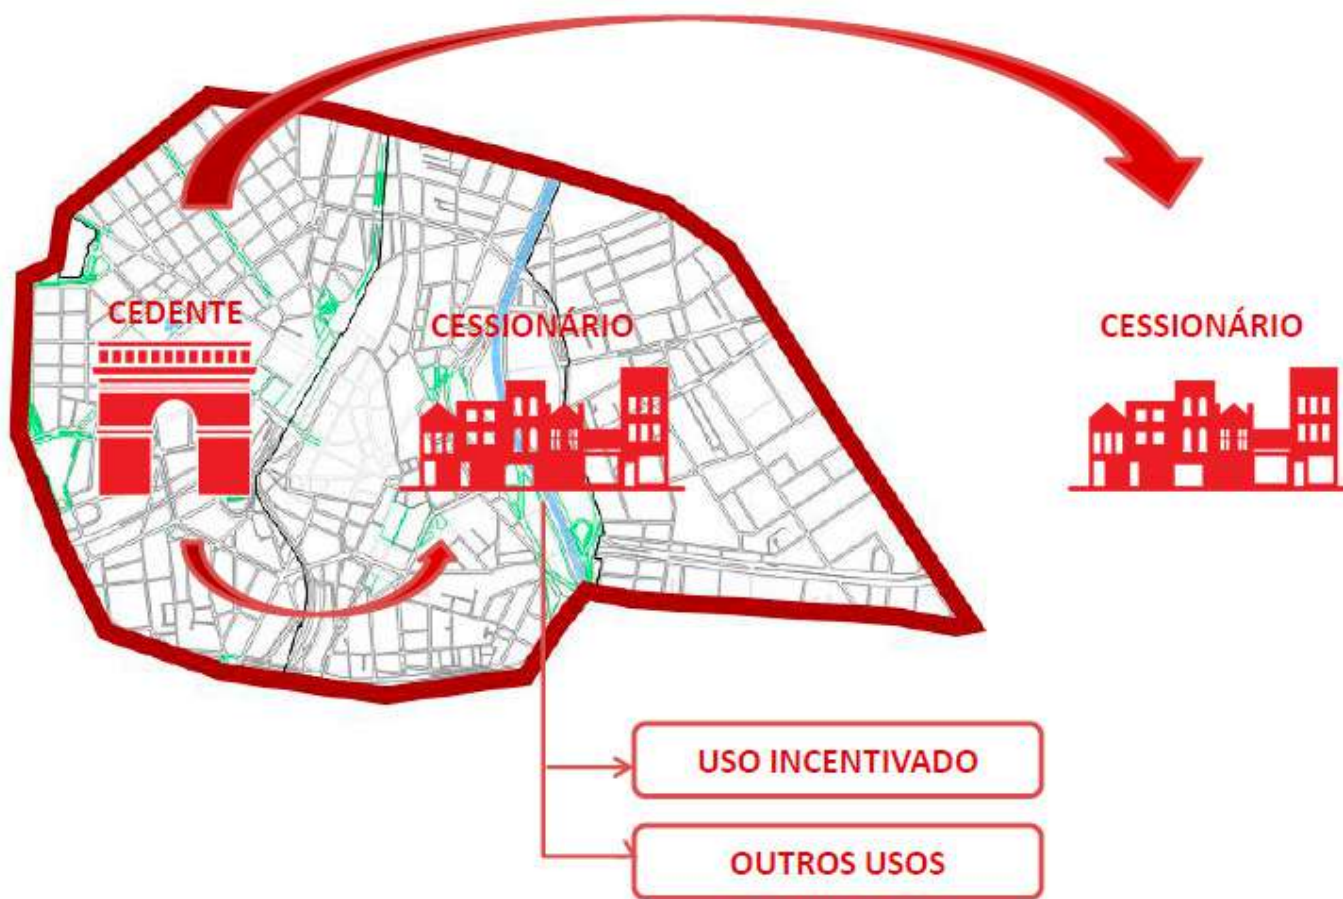 CEDENTE
CESSIONÁRIO
CESSIONÁRIO
USO INCENTIVADO
OUTROS USOS